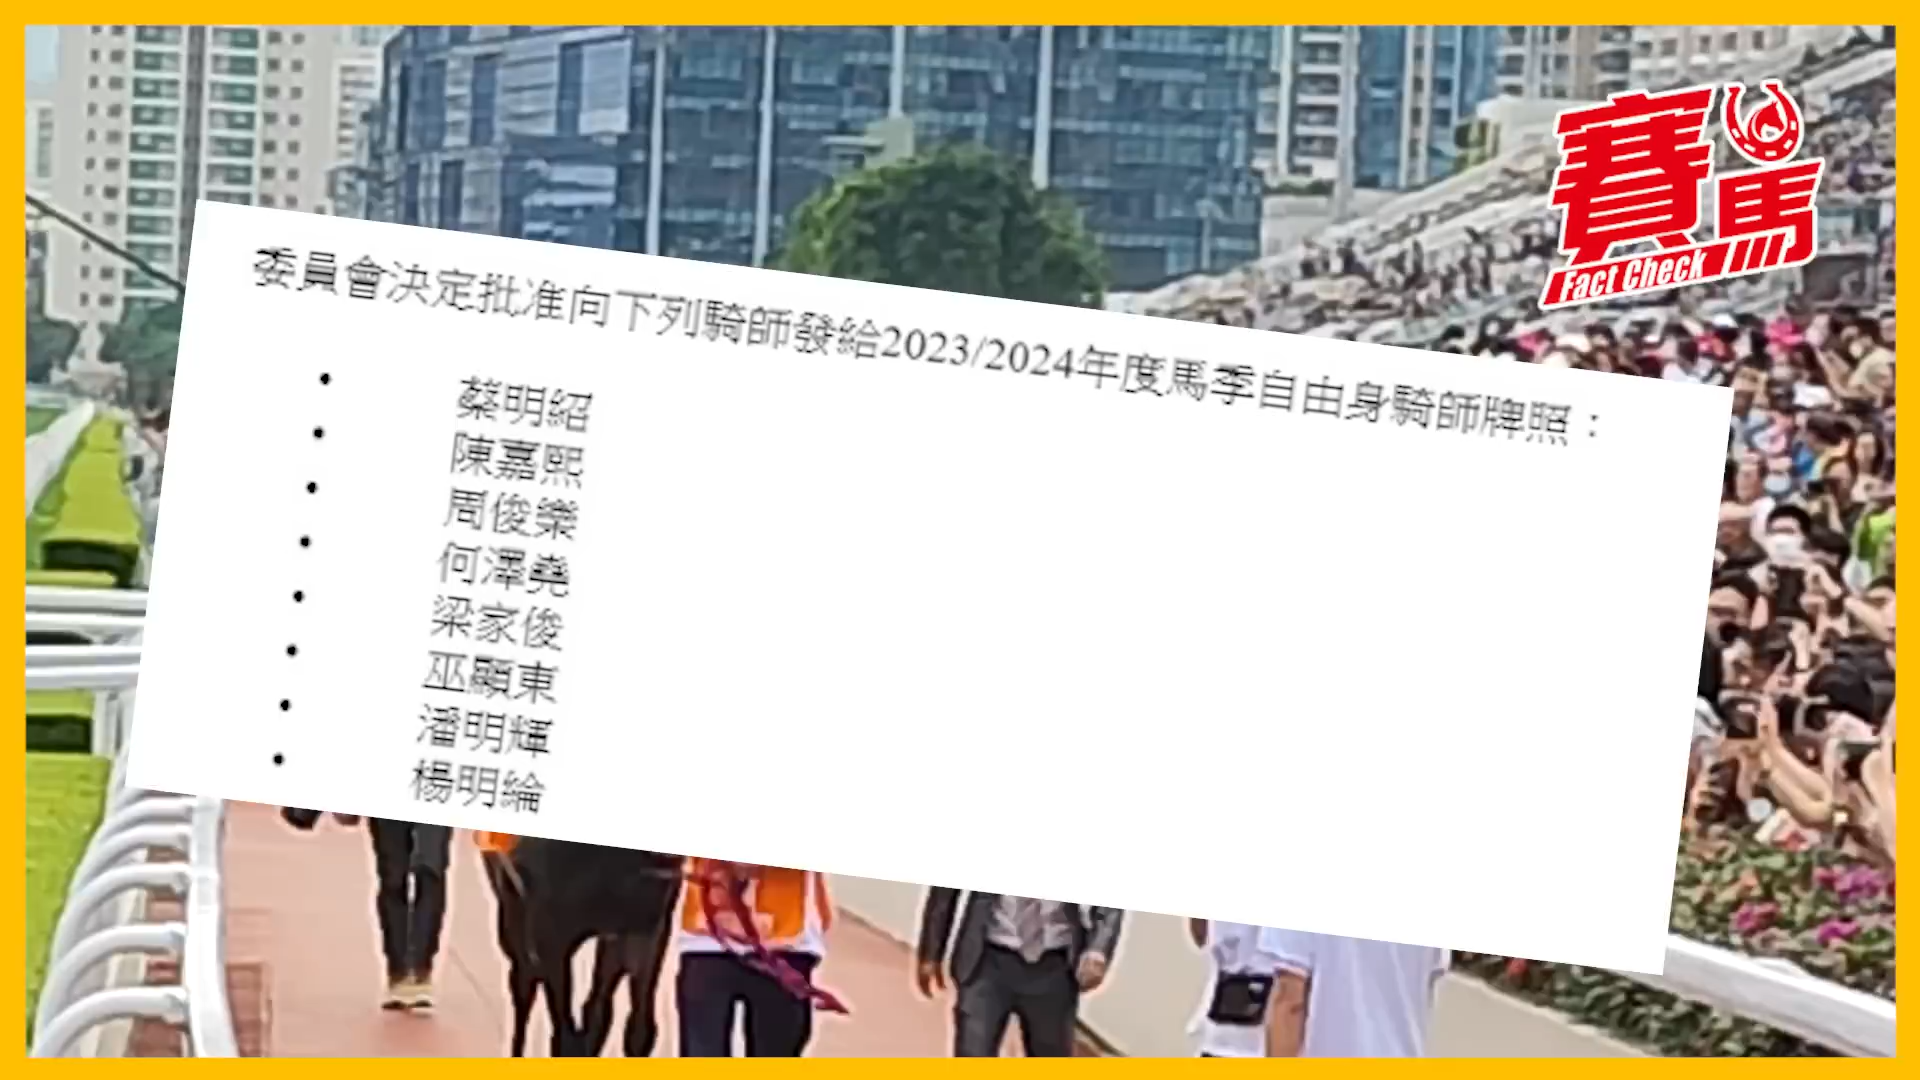 賽馬
Fact Check
委員會決定批准向下列騎師發給2023/2024年度馬季自由身騎師牌照：
• 蔡明紹
• 陳嘉熙
• 周俊樂
• 何澤堯
• 梁家俊
• 巫顯東
• 潘明輝
• 楊明綸